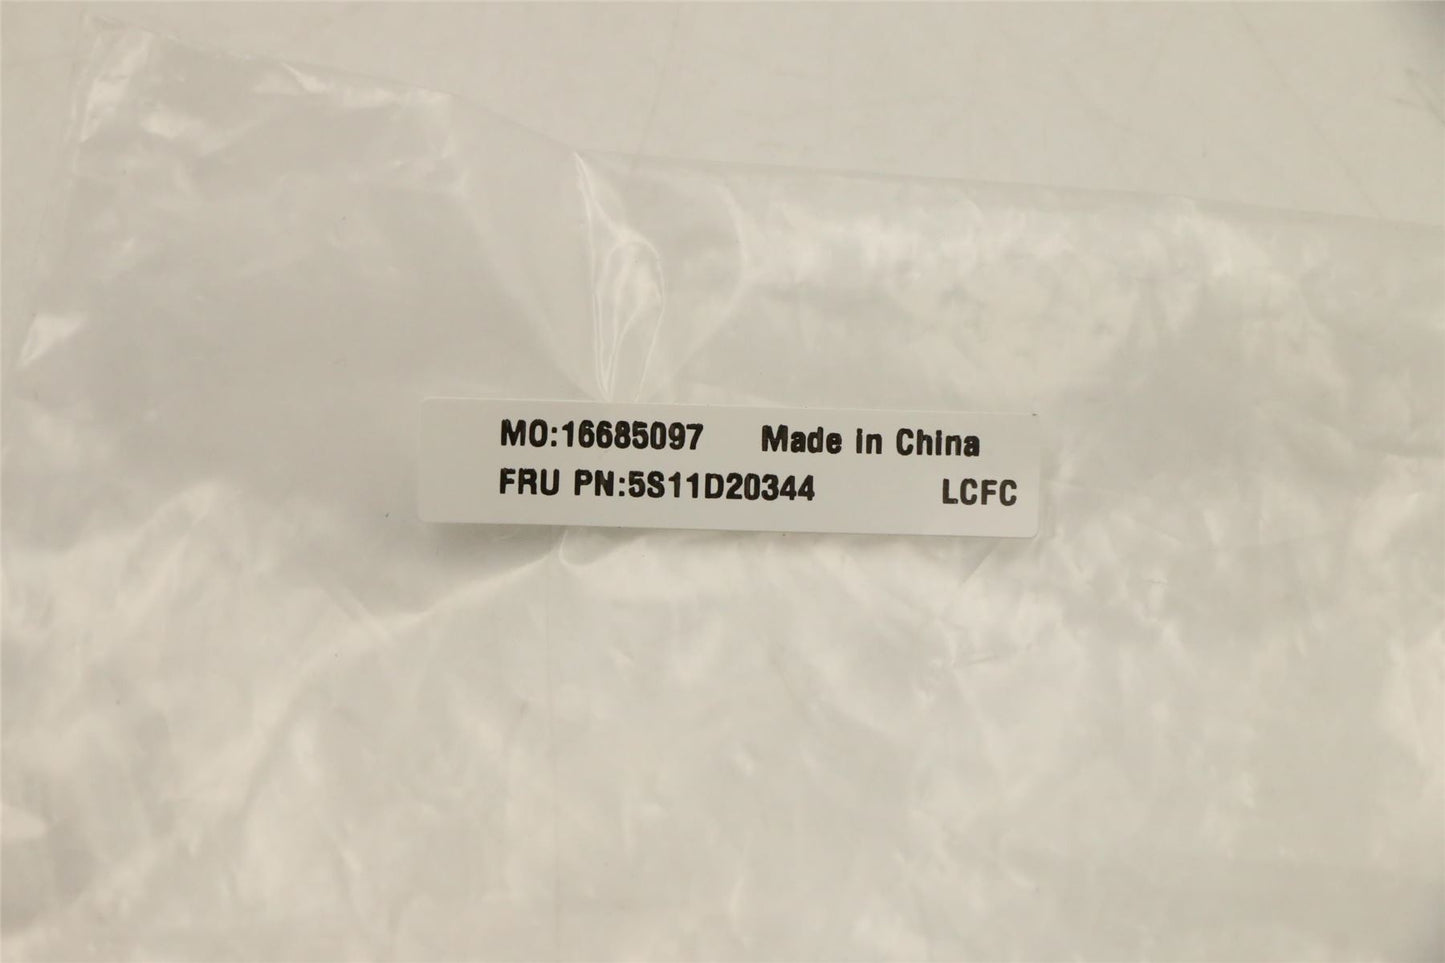 MO:16685097 Made in China
FRU PN:5S11D20344 LCFC